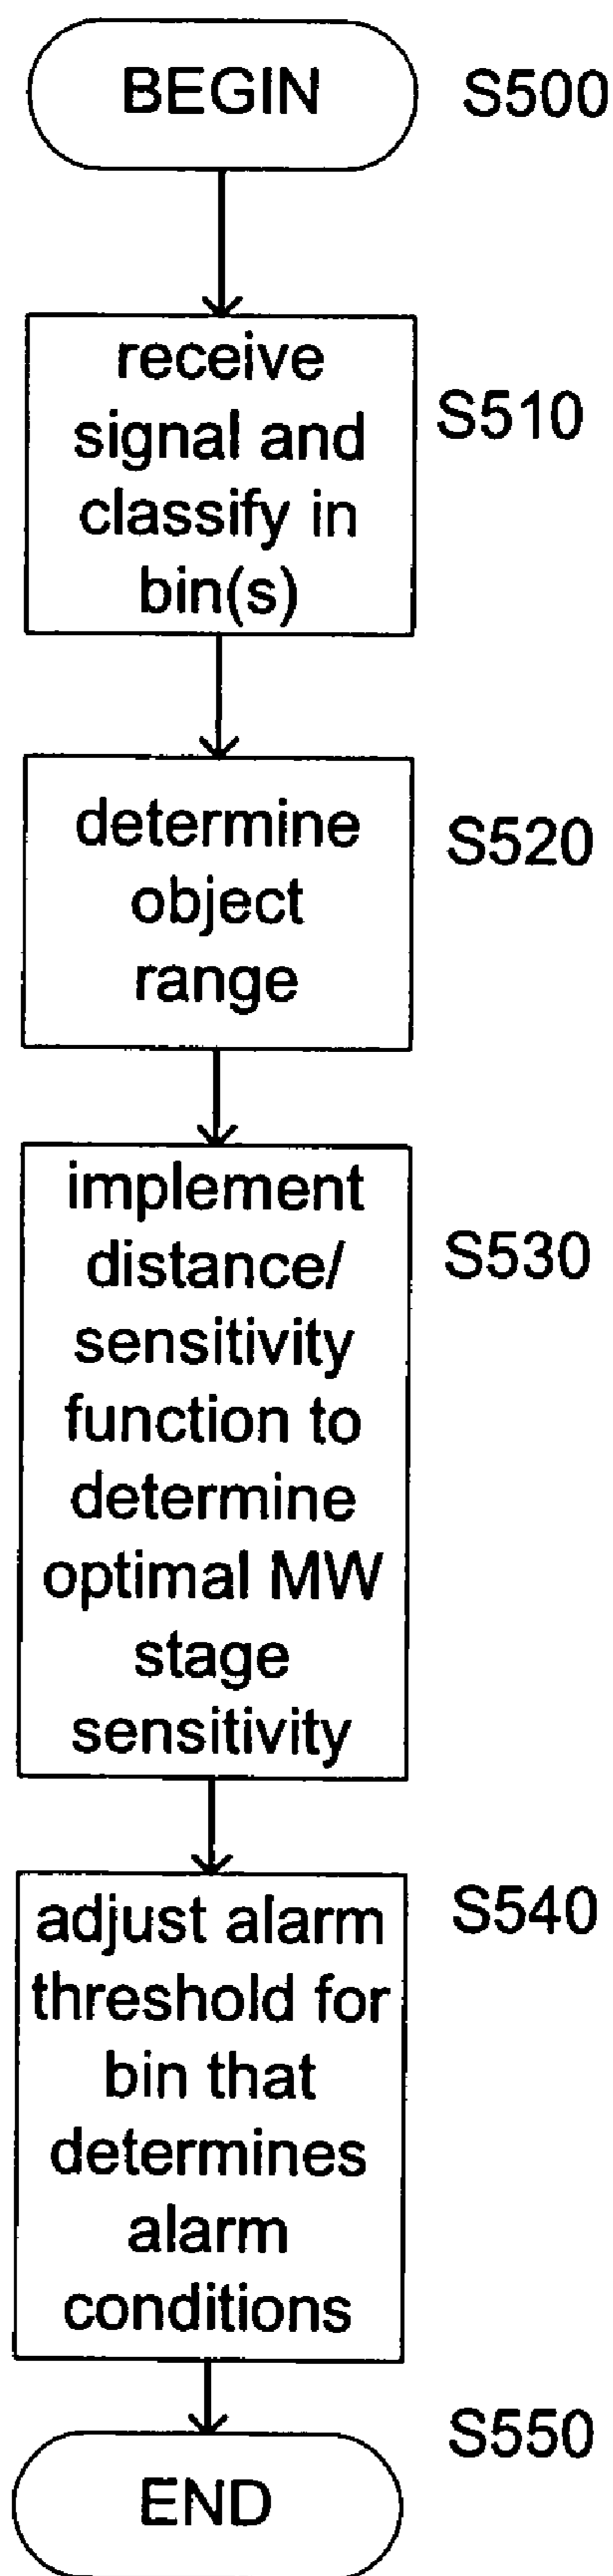 BEGIN
S500
receive
signal and
classify in
bin(s)
S510
determine
object
range
S520
implement
distance/
sensitivity
function to
determine
optimal MW
stage
sensitivity
S530
adjust alarm
threshold for
bin that
determines
alarm
conditions
S540
END
S550